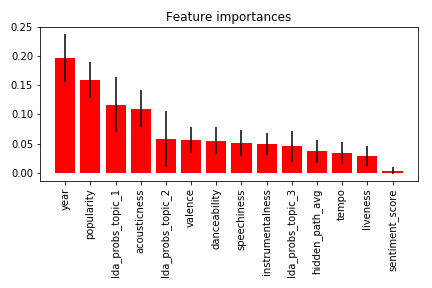 Feature importances
0.25
0.20
0.15
0.10
0.05
0.00
year
popularity
lda_probs_topic_1
acousticness
lda_probs_topic_2
valence
danceability
speechiness
instrumentalness
lda_probs_topic_3
hidden_path_avg
tempo
liveness
sentiment_score